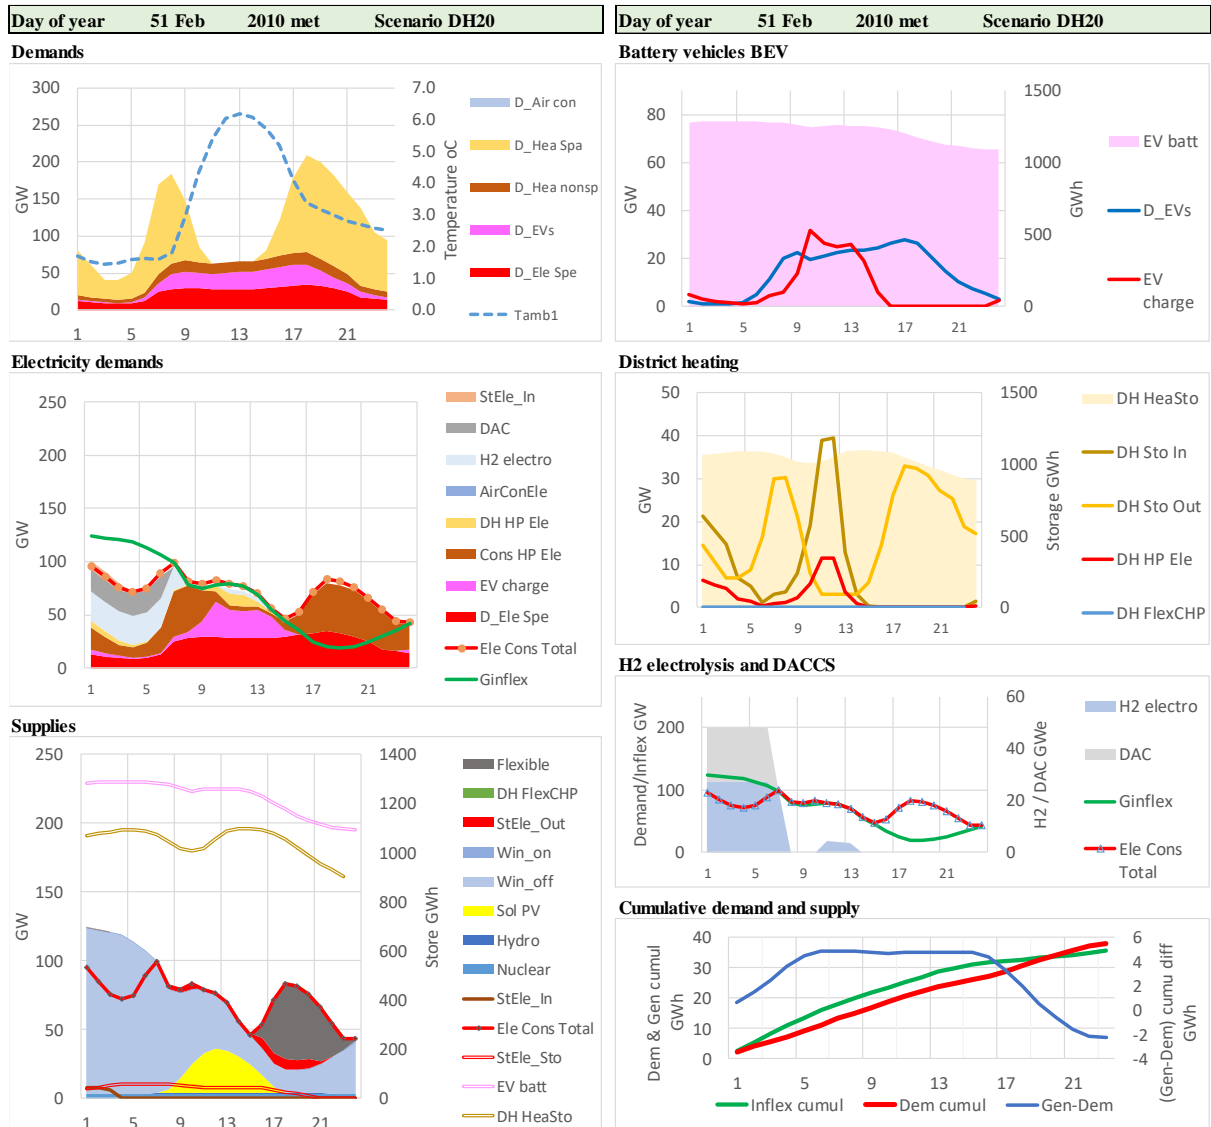 Day of year 51 Feb 2010 met Scenario DH20
Demands
300
250
200
150
100
50
0
GW
7.0
6.0
5.0
4.0
3.0
2.0
1.0
0.0
Temperature oC
1 5 9 13 17 21
D_Air con
D_Hea Spa
D_Hea nonsp
D_EVs
D_Ele Spe
Tamb1
Electricity demands
250
200
150
100
50
0
GW
1 5 9 13 17 21
StEle_In
DAC
H2 electro
AirConEle
DH HP Ele
Cons HP Ele
EV charge
D_Ele Spe
Ele Cons Total
Ginflex
Supplies
250
200
150
100
50
0
GW
1400
1200
1000
800
600
400
200
0
Store GWh
1 5 9 13 17 21
Flexible
DH FlexCHP
StEle_Out
Win_on
Win_off
Sol PV
Hydro
Nuclear
StEle_In
Ele Cons Total
StEle_Sto
EV batt
DH HeaSto
Day of year 51 Feb 2010 met Scenario DH20
Battery vehicles BEV
80
60
40
20
0
GW
1500
1000
500
0
GWh
1 5 9 13 17 21
EV batt
D_EVs
EV
charge
District heating
50
40
30
20
10
0
GW
1500
1000
500
0
Storage GWh
1 5 9 13 17 21
DH HeaSto
DH Sto In
DH Sto Out
DH HP Ele
DH FlexCHP
H2 electrolysis and DACCS
200
100
0
Demand/Inflex GW
60
40
20
0
H2 / DAC GWe
1 5 9 13 17 21
H2 electro
DAC
Ginflex
Ele Cons
Total
Cumulative demand and supply
40
30
20
10
0
Dem & Gen cumul
GWh
6
4
2
0
-2
-4
(Gen-Dem) cumu diff
GWh
1 5 9 13 17 21
Inflex cumul Dem cumul Gen-Dem